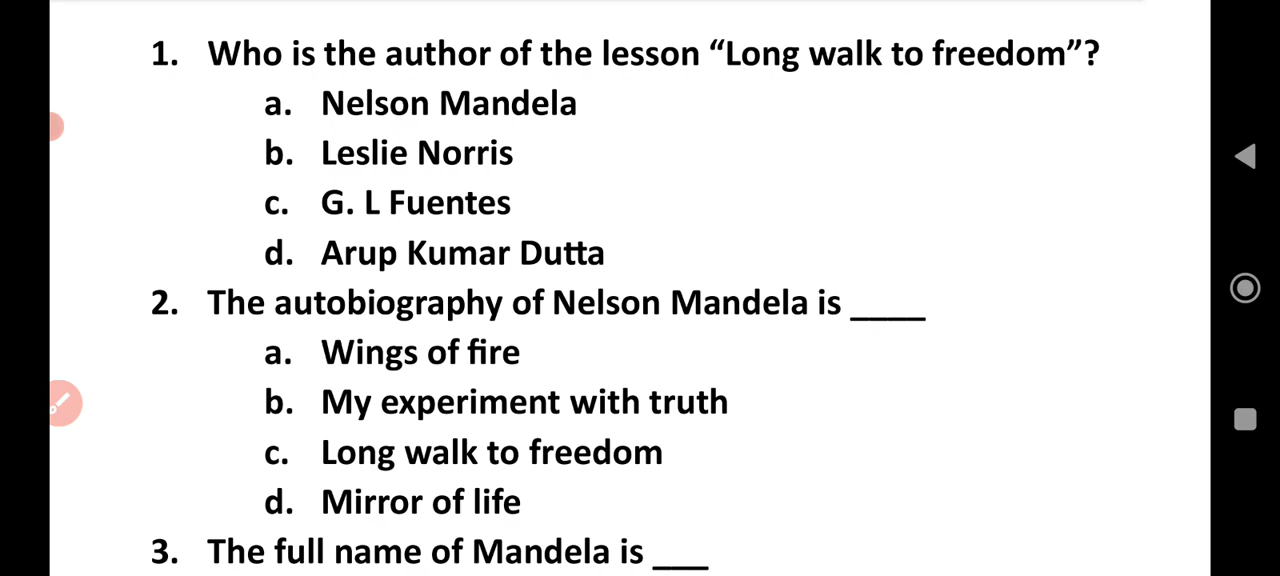 1. Who is the author of the lesson “Long walk to freedom”?
a. Nelson Mandela
b. Leslie Norris
c. G. L Fuentes
d. Arup Kumar Dutta
2. The autobiography of Nelson Mandela is ____
a. Wings of fire
b. My experiment with truth
c. Long walk to freedom
d. Mirror of life
3. The full name of Mandela is ___